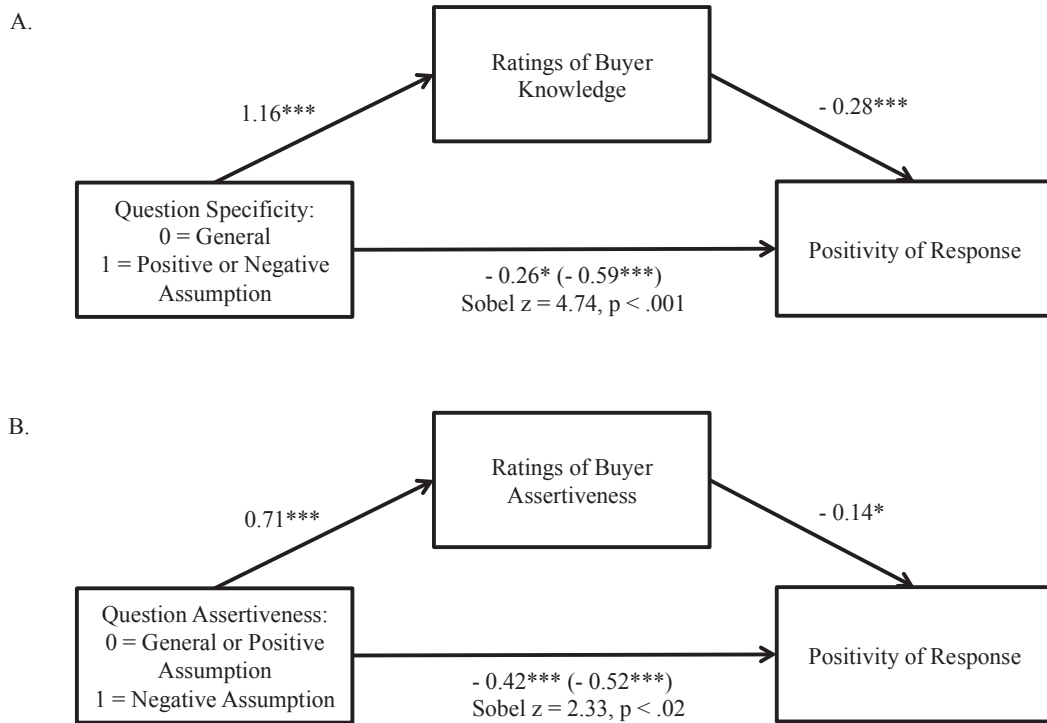 A.
Ratings of Buyer
Knowledge
1.16***
- 0.28***
Question Specificity:
0 = General
1 = Positive or Negative
Assumption
Positivity of Response
- 0.26* (- 0.59***)
Sobel z = 4.74, p < .001
B.
Ratings of Buyer
Assertiveness
0.71***
- 0.14*
Question Assertiveness:
0 = General or Positive
Assumption
1 = Negative Assumption
Positivity of Response
- 0.42*** (- 0.52***)
Sobel z = 2.33, p < .02